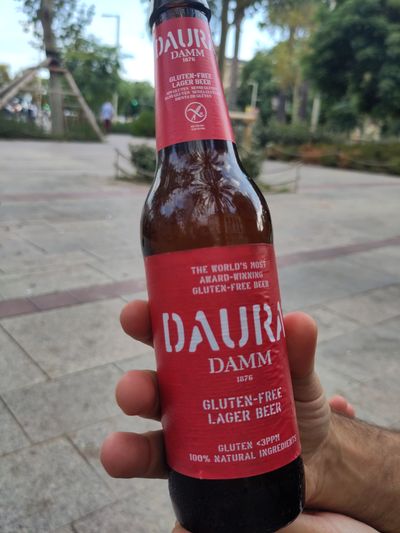 DAURA
DAMM
1876
GLUTEN-FREE
LAGER BEER
THE WORLD'S MOST
AWARD-WINNING
GLUTEN-FREE BEER
DAURA
DAMM
1876
GLUTEN-FREE
LAGER BEER
GLUTEN <3PPM
100% NATURAL INGREDIENTS